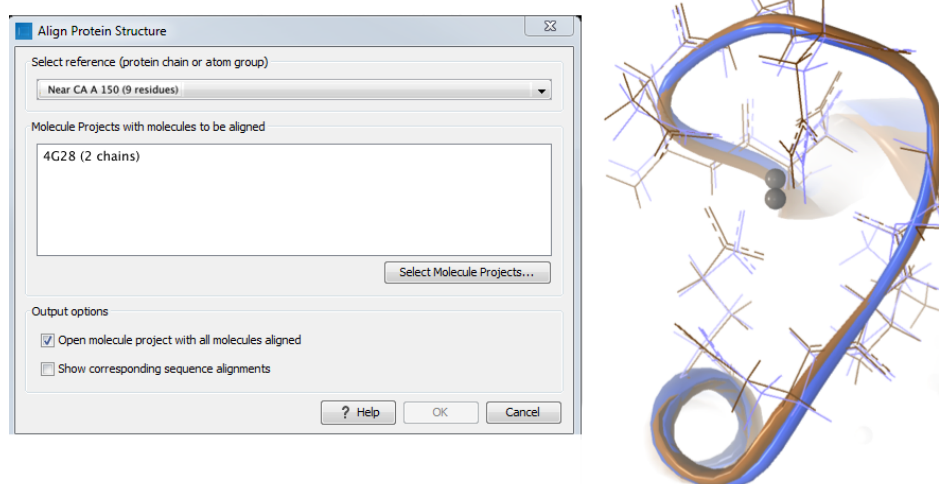 Align Protein Structure
Select reference (protein chain or atom group)
Near CA A 150 (9 residues)
Molecule Projects with molecules to be aligned
4G28 (2 chains)
Select Molecule Projects...
Output options
Open molecule project with all molecules aligned
Show corresponding sequence alignments
? Help OK Cancel